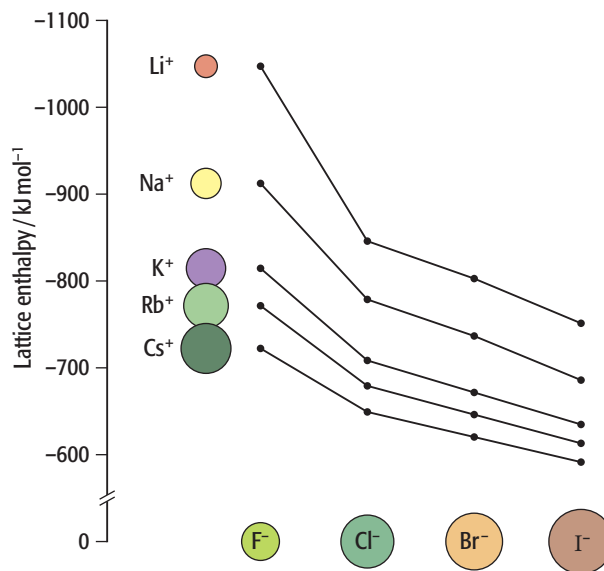 Lattice enthalpy / kJ mol⁻¹
–1100
–1000
–900
–800
–700
–600
0
Li⁺
Na⁺
K⁺
Rb⁺
Cs⁺
F⁻
Cl⁻
Br⁻
I⁻